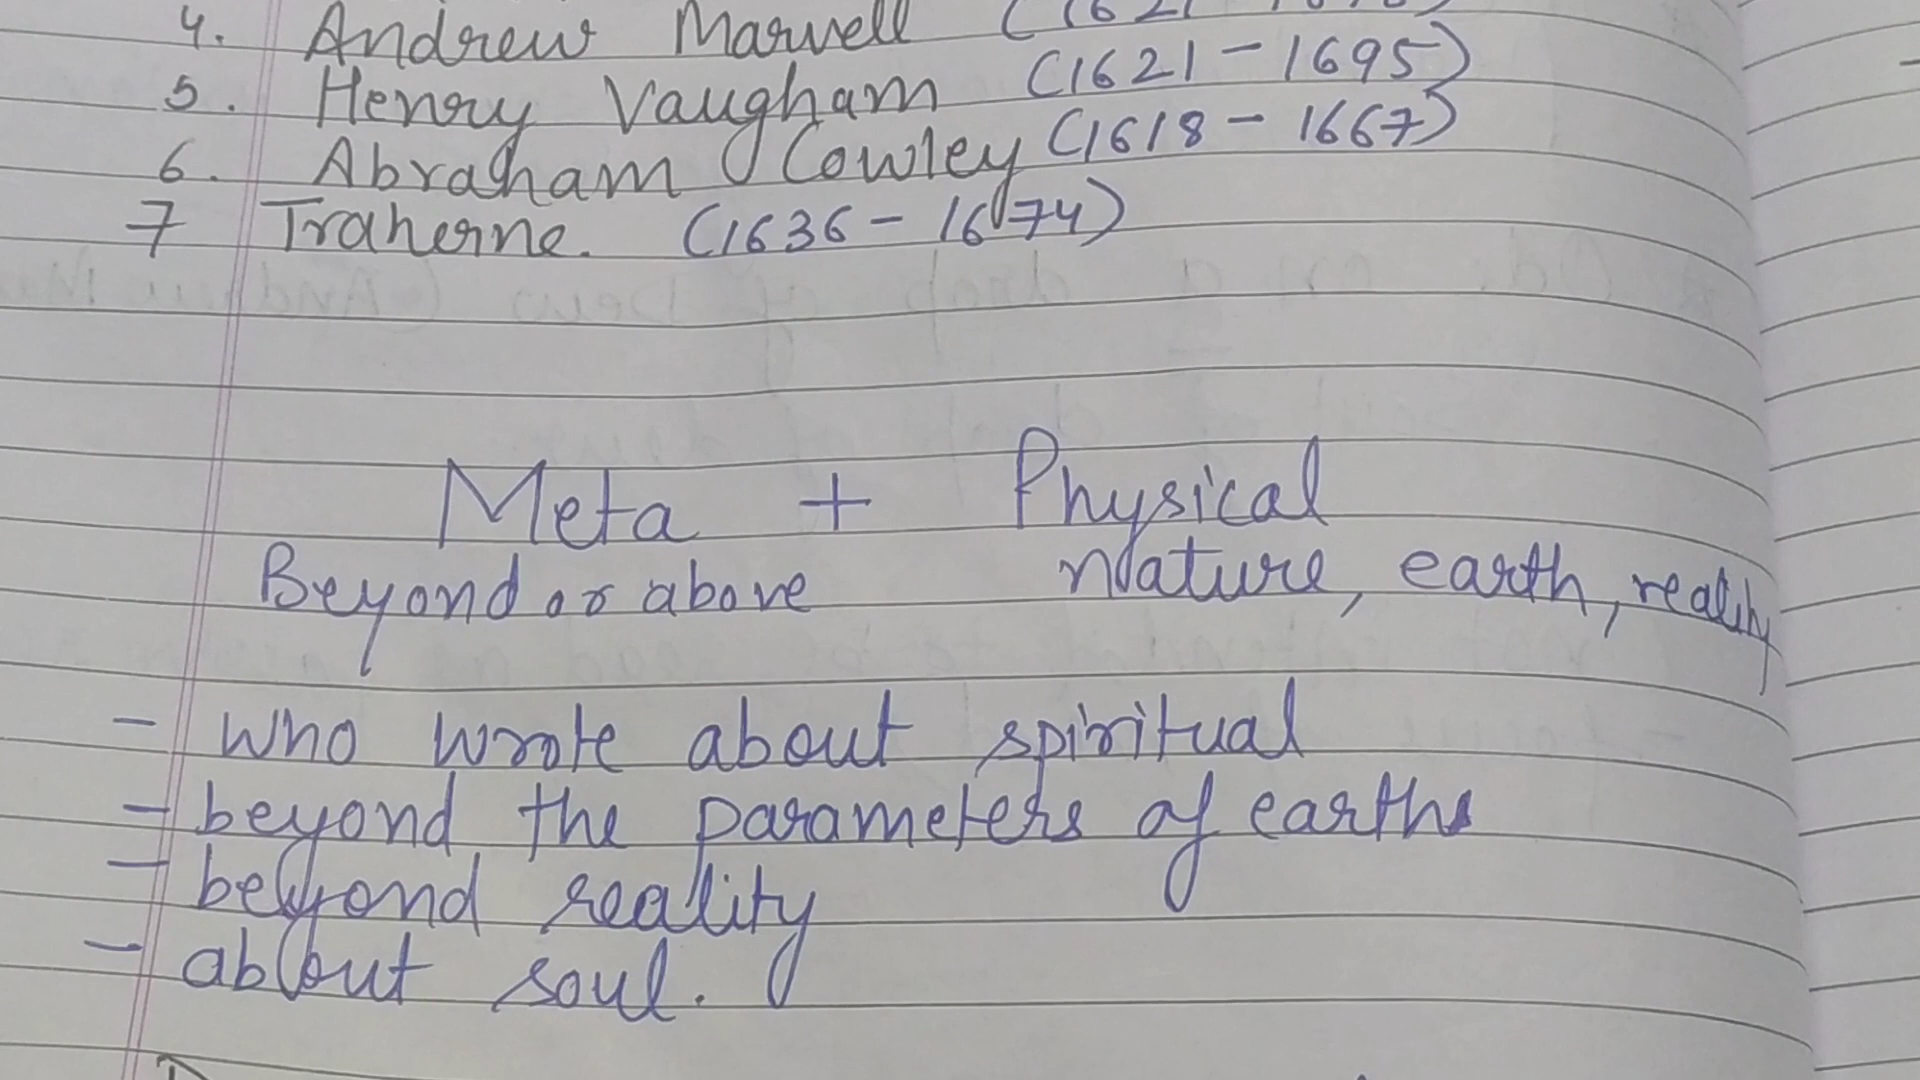 4. Andrew Marvell (1621
5. Henry Vaugham (1621 - 1695)
6. Abraham Cowley (1618 - 1667)
7 Traherne. (1636 - 1674)
Meta + Physical
Beyond or above nature, earth, reality
- who wrote about spiritual
- beyond the parameters of earths
- beyond reality
- about soul.